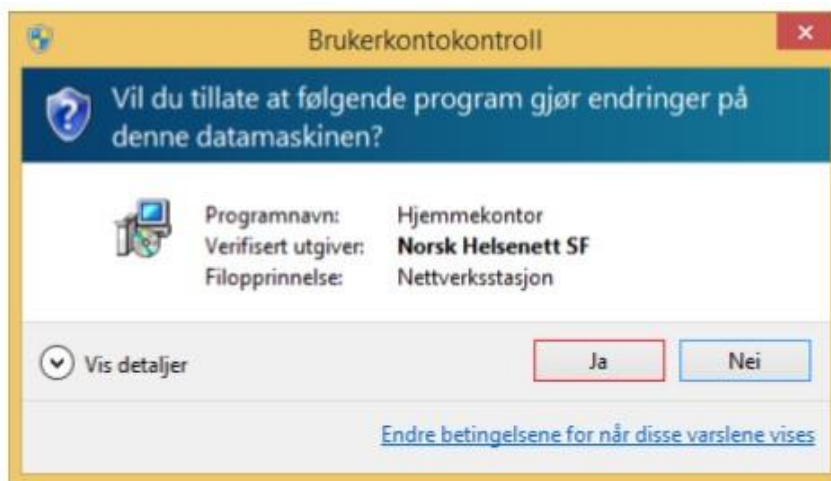 Brukerkontokontroll
Vil du tillate at følgende program gjør endringer på
denne datamaskinen?
Programnavn: Hjemmekontor
Verifisert utgiver: Norsk Helsenett SF
Filopprinnelse: Nettverksstasjon
Vis detaljer Ja Nei
Endre betingelsene for når disse varslene vises